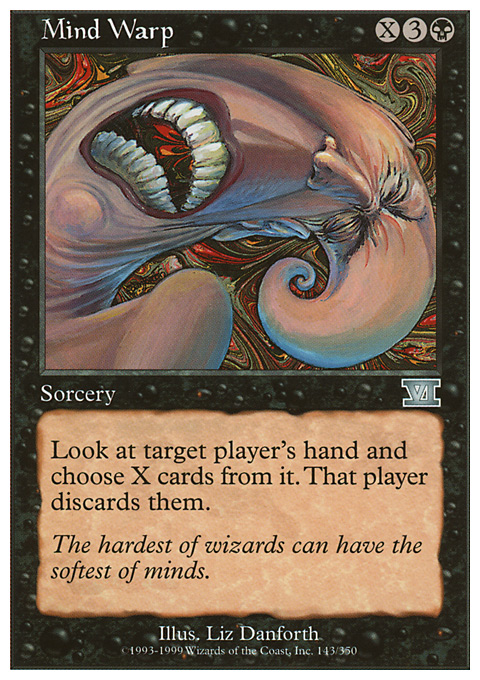 Mind Warp X3
Sorcery VI
Look at target player's hand and
choose X cards from it. That player
discards them.
The hardest of wizards can have the
softest of minds.
Illus. Liz Danforth
©1993-1999 Wizards of the Coast, Inc. 143/350